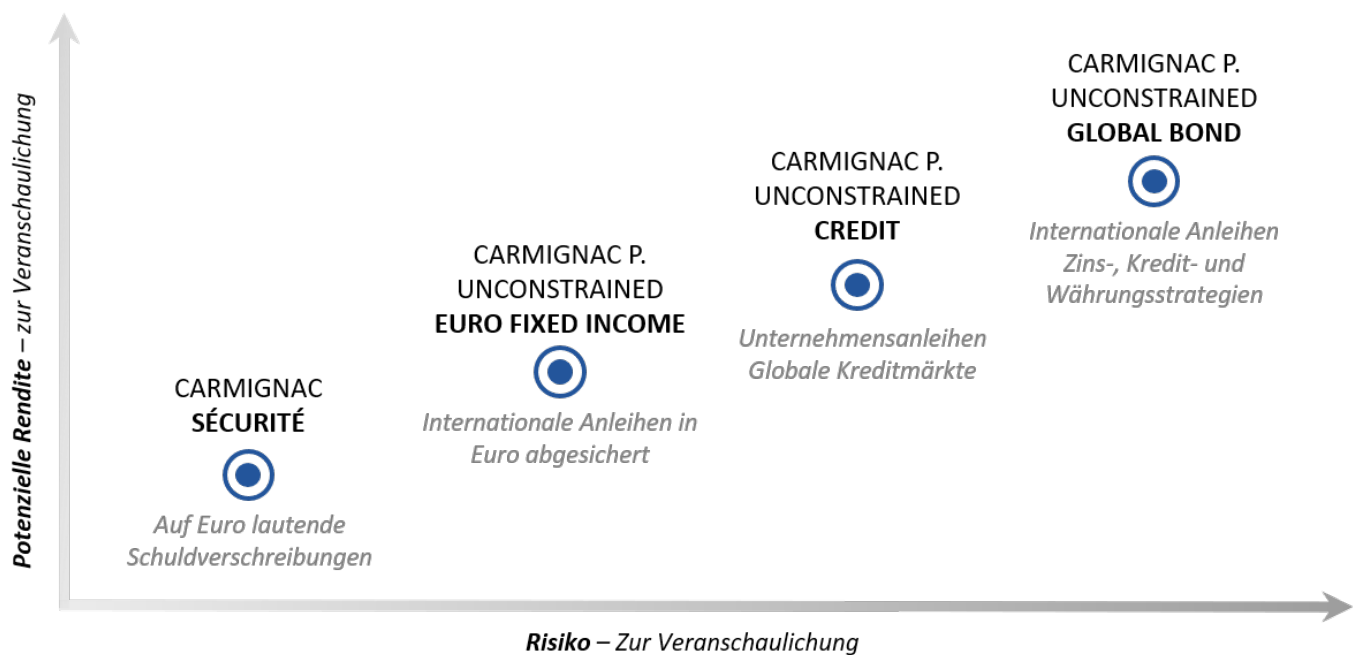 Potenzielle Rendite – zur Veranschaulichung
CARMIGNAC
SÉCURITÉ
Auf Euro lautende
Schuldverschreibungen
CARMIGNAC P.
UNCONSTRAINED
EURO FIXED INCOME
Internationale Anleihen in
Euro abgesichert
CARMIGNAC P.
UNCONSTRAINED
CREDIT
Unternehmensanleihen
Globale Kreditmärkte
CARMIGNAC P.
UNCONSTRAINED
GLOBAL BOND
Internationale Anleihen
Zins-, Kredit- und
Währungsstrategien
Risiko – Zur Veranschaulichung